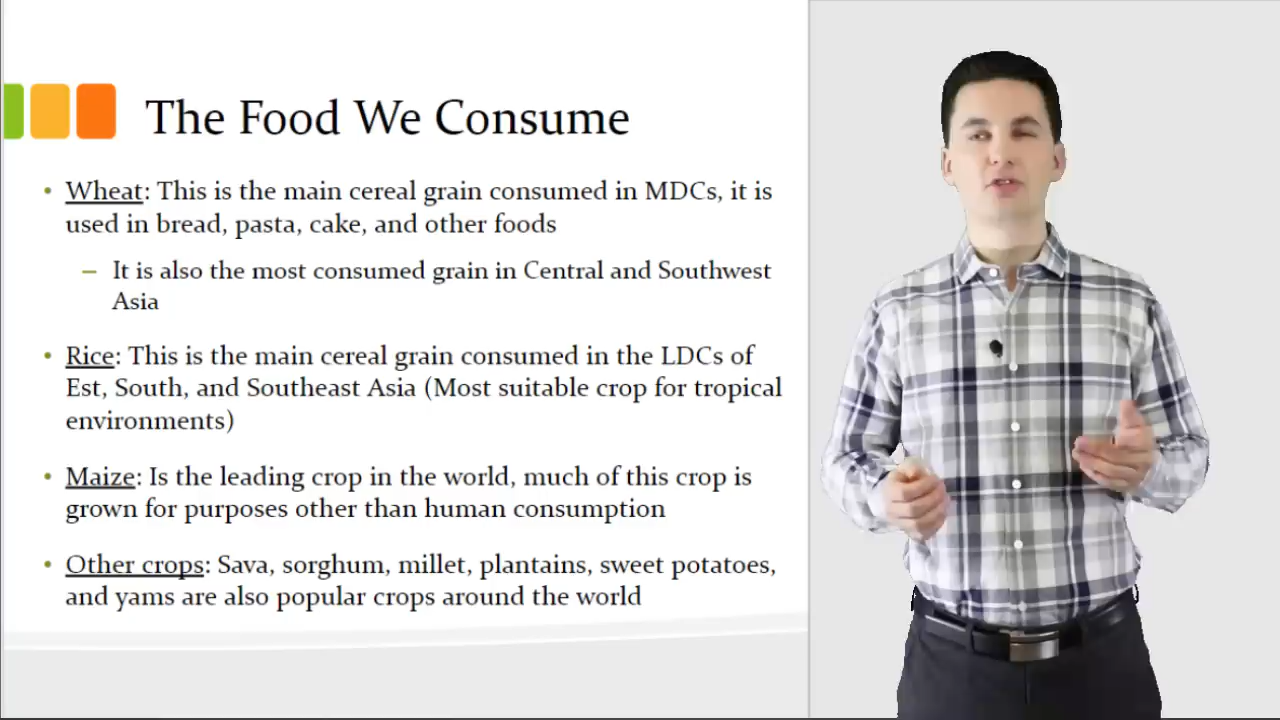 The Food We Consume
• Wheat: This is the main cereal grain consumed in MDCs, it is
used in bread, pasta, cake, and other foods
– It is also the most consumed grain in Central and Southwest
Asia
• Rice: This is the main cereal grain consumed in the LDCs of
Est, South, and Southeast Asia (Most suitable crop for tropical
environments)
• Maize: Is the leading crop in the world, much of this crop is
grown for purposes other than human consumption
• Other crops: Sava, sorghum, millet, plantains, sweet potatoes,
and yams are also popular crops around the world